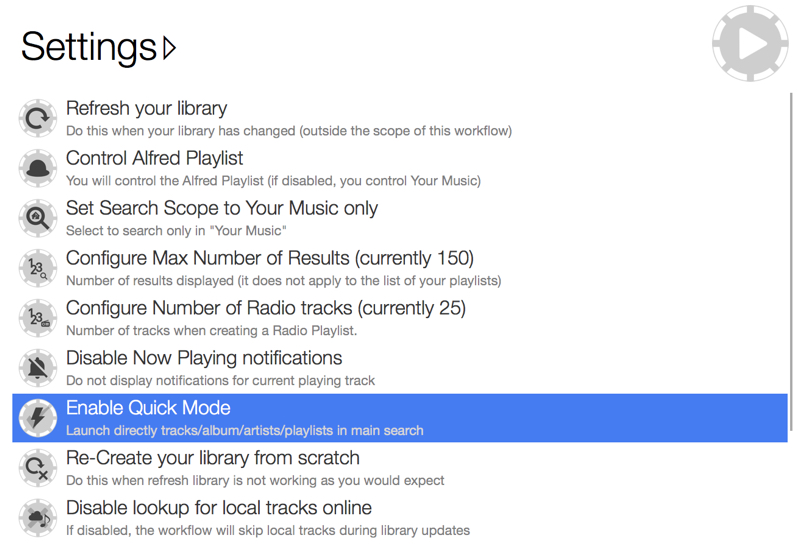 Settings
Refresh your library
Do this when your library has changed (outside the scope of this workflow)
Control Alfred Playlist
You will control the Alfred Playlist (if disabled, you control Your Music)
Set Search Scope to Your Music only
Select to search only in "Your Music"
Configure Max Number of Results (currently 150)
Number of results displayed (it does not apply to the list of your playlists)
Configure Number of Radio tracks (currently 25)
Number of tracks when creating a Radio Playlist.
Disable Now Playing notifications
Do not display notifications for current playing track
Enable Quick Mode
Launch directly tracks/album/artists/playlists in main search
Re-Create your library from scratch
Do this when refresh library is not working as you would expect
Disable lookup for local tracks online
If disabled, the workflow will skip local tracks during library updates